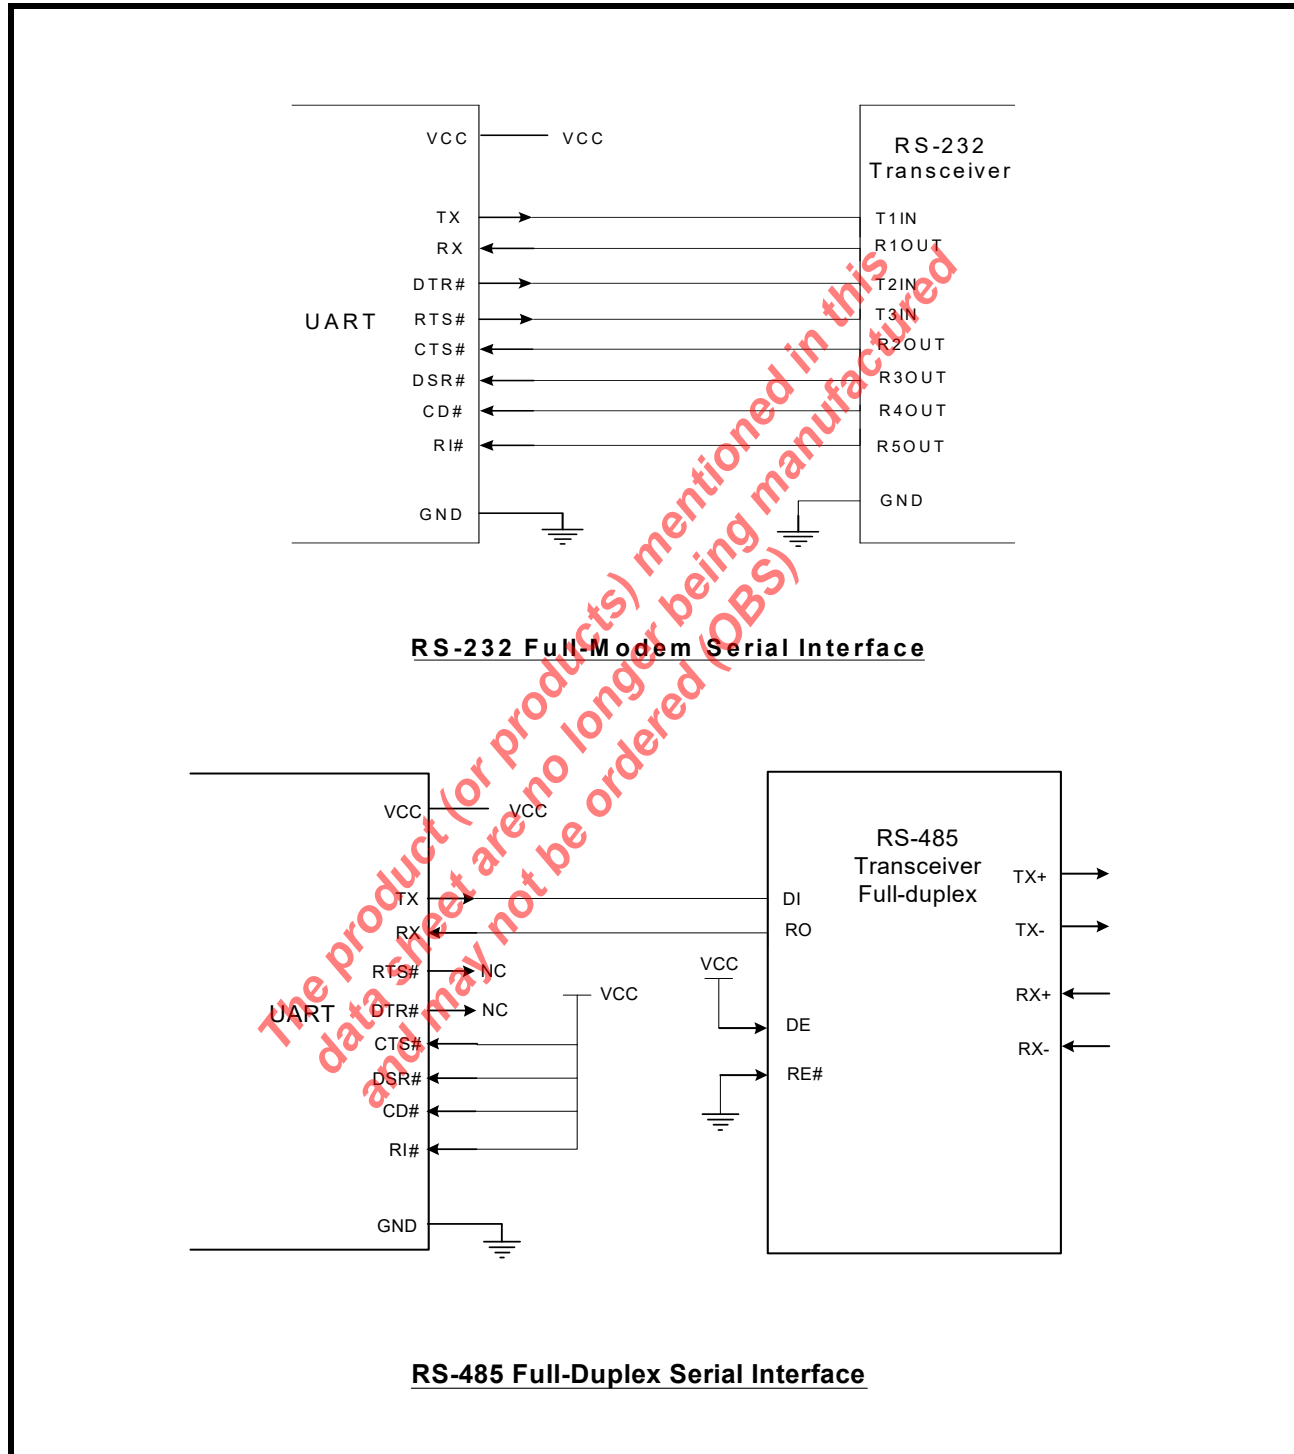 VCC
VCC
RS-232
Transceiver
TX
T1IN
RX
R1OUT
DTR#
T2IN
UART
RTS#
T3IN
CTS#
R2OUT
DSR#
R3OUT
CD#
R4OUT
RI#
R5OUT
GND
GND
RS-232 Full-Modem Serial Interface
The product (or products) mentioned in this
data sheet are no longer being manufactured
and may not be ordered (OBS)
VCC
VCC
RS-485
Transceiver
Full-duplex
TX+
TX
DI
RX
RO
TX-
RTS#
NC
VCC
VCC
RX+
UART
DTR#
NC
DE
CTS#
RX-
DSR#
RE#
CD#
RI#
GND
RS-485 Full-Duplex Serial Interface